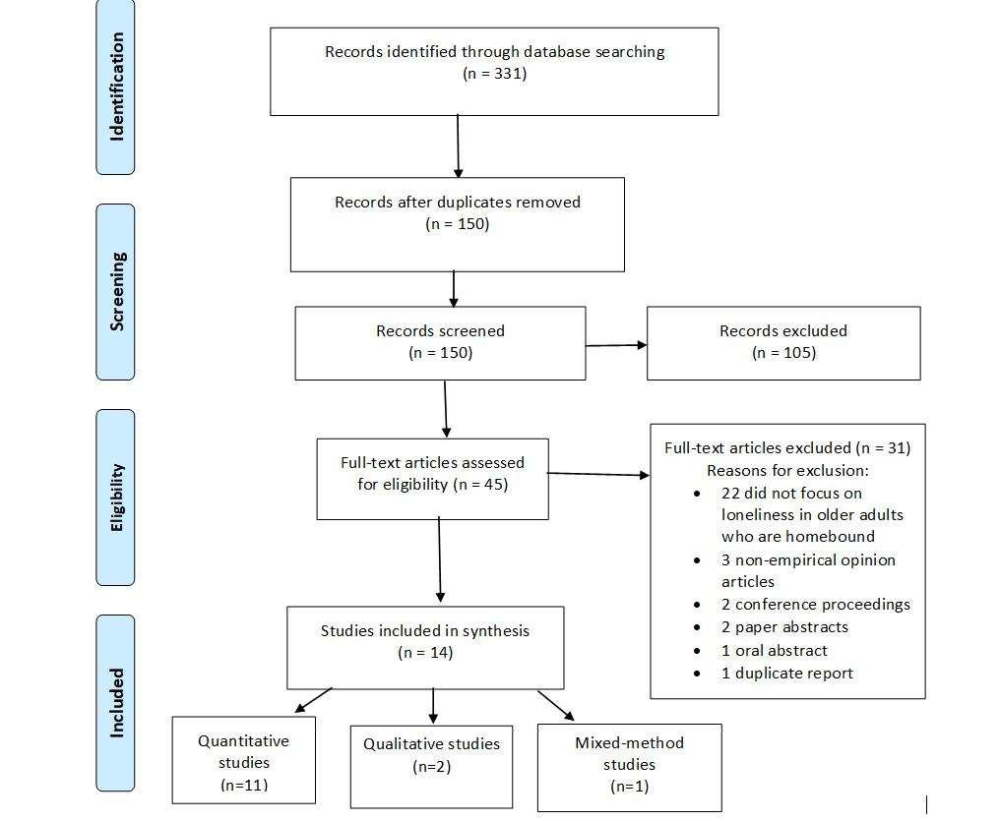 Identification
Records identified through database searching
(n = 331)
Records after duplicates removed
(n = 150)
Screening
Records screened
(n = 150)
Records excluded
(n = 105)
Eligibility
Full-text articles assessed
for eligibility (n = 45)
Full-text articles excluded (n = 31)
Reasons for exclusion:
• 22 did not focus on
loneliness in older adults
who are homebound
• 3 non-empirical opinion
articles
• 2 conference proceedings
• 2 paper abstracts
• 1 oral abstract
• 1 duplicate report
Included
Studies included in synthesis
(n = 14)
Quantitative
studies
(n=11)
Qualitative studies
(n=2)
Mixed-method
studies
(n=1)